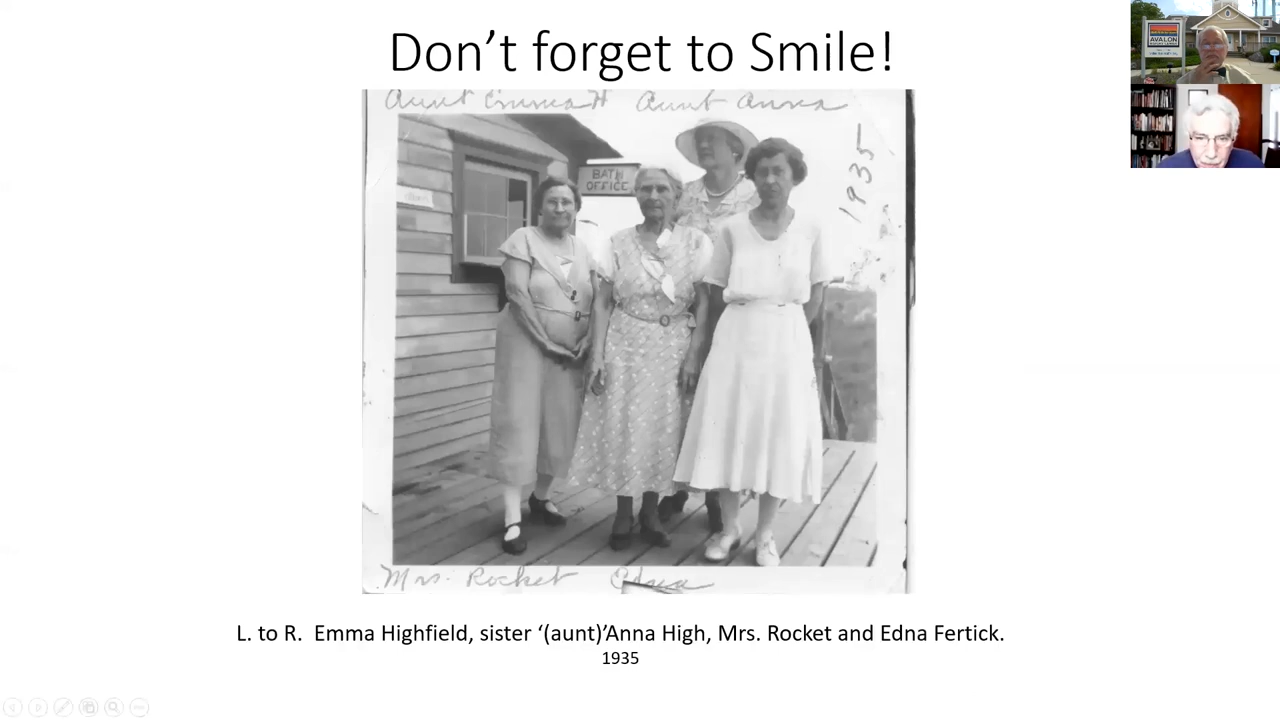 Don't forget to Smile!
Aunt Emma H Aunt Anna
1935
BATH
OFFICE
Mrs. Rocket
L. to R. Emma Highfield, sister '(aunt)'Anna High, Mrs. Rocket and Edna Fertick.
1935
AVALON